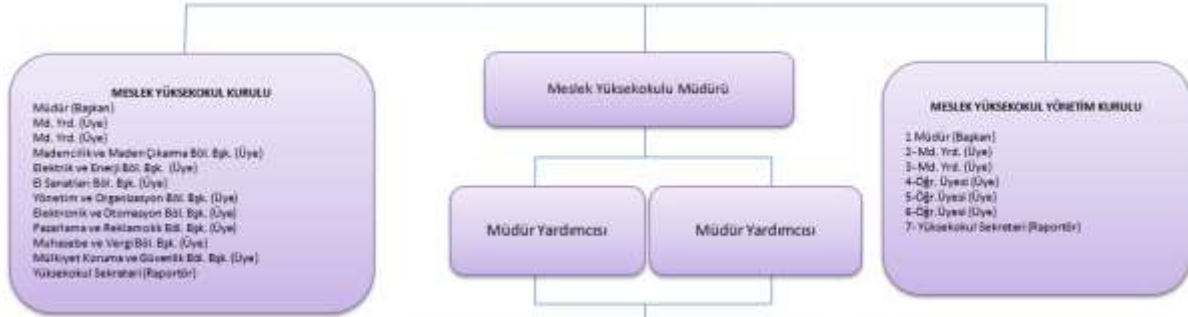 MESLEK YÜKSEKOKUL KURULU
Müdür (Başkan)
Md. Yrd. (Üye)
Md. Yrd. (Üye)
Madencilik ve Maden Çıkarma Böl. Bşk. (Üye)
Elektrik ve Enerji Böl. Bşk. (Üye)
El Sanatları Böl. Bşk. (Üye)
Yönetim ve Organizasyon Böl. Bşk. (Üye)
Elektronik ve Otomasyon Böl. Bşk. (Üye)
Pazarlama ve Reklamcılık Böl. Bşk. (Üye)
Muhasebe ve Vergi Böl. Bşk. (Üye)
Mülkiyet Koruma ve Güvenlik Böl. Bşk. (Üye)
Yüksekokul Sekreteri (Raportör)
Meslek Yüksekokulu Müdürü
Müdür Yardımcısı
Müdür Yardımcısı
MESLEK YÜKSEKOKUL YÖNETİM KURULU
1 Müdür (Başkan)
2- Md. Yrd. (Üye)
3- Md. Yrd. (Üye)
4-Öğr. Üyesi (Üye)
5-Öğr. Üyesi (Üye)
6-Öğr. Üyesi (Üye)
7- Yüksekokul Sekreteri (Raportör)